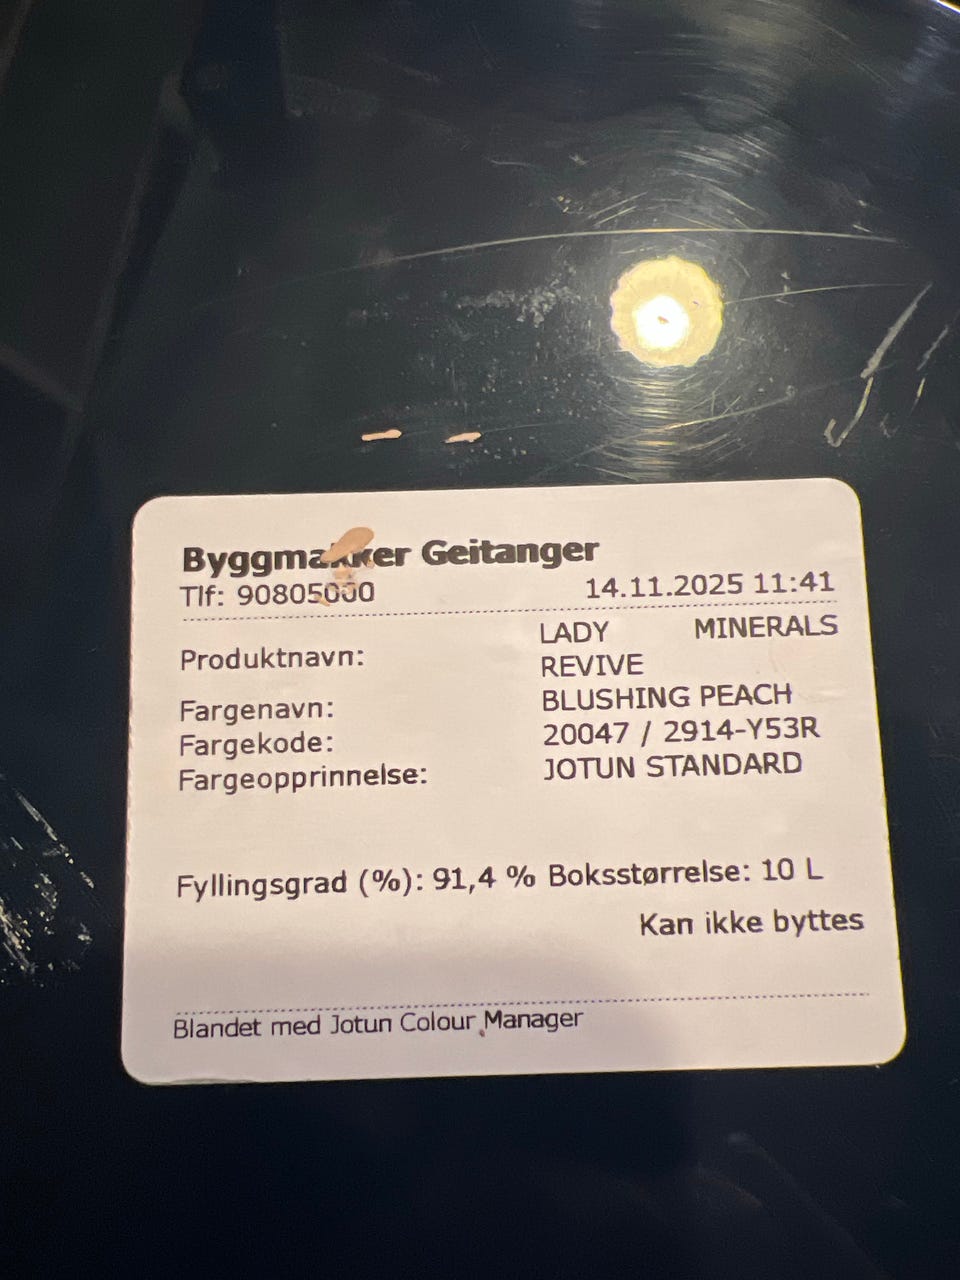 Byggmakker Geitanger
Tlf: 90805000 14.11.2025 11:41
Produktnavn: LADY MINERALS
REVIVE
Fargenavn: BLUSHING PEACH
Fargekode: 20047 / 2914-Y53R
Fargeopprinnelse: JOTUN STANDARD
Fyllingsgrad (%): 91,4 % Boksstørrelse: 10 L
Kan ikke byttes
Blandet med Jotun Colour Manager